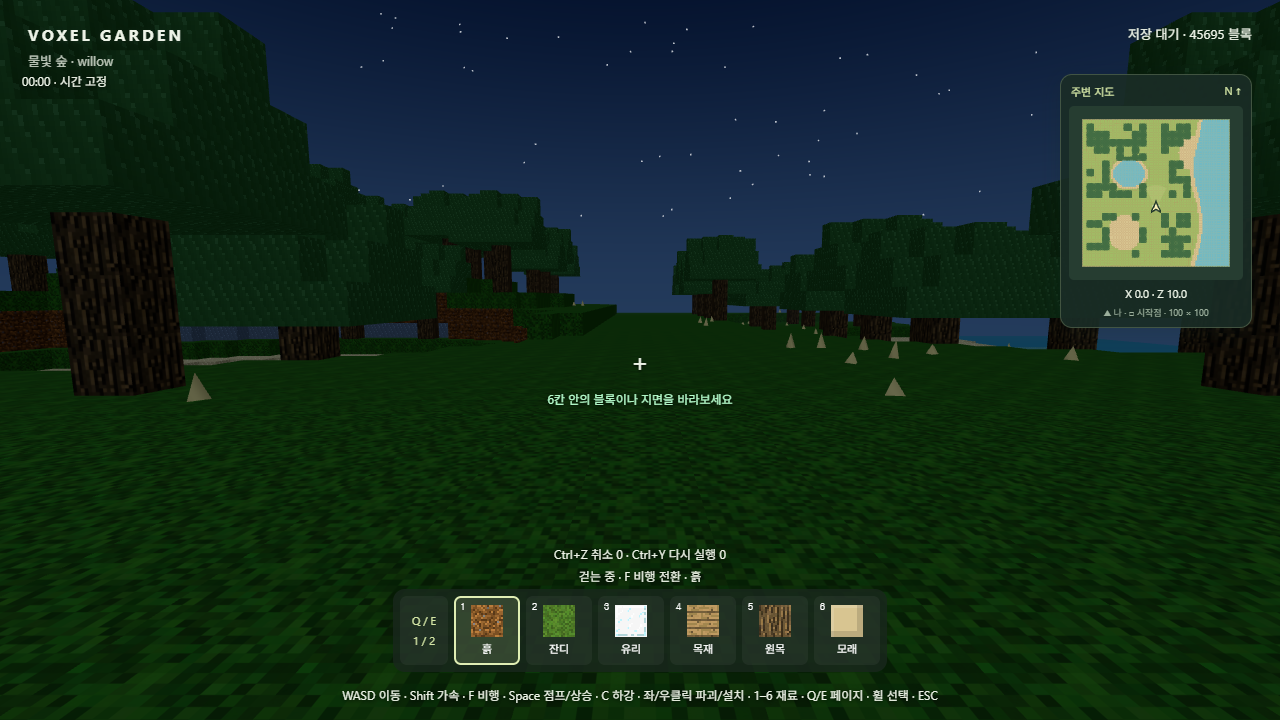 VOXEL GARDEN
물빛 숲 · willow
00:00 · 시간 고정
저장 대기 · 45695 블록
주변 지도 N ↑
X 0.0 · Z 10.0
▲ 나 · □ 시작점 · 100 × 100
6칸 안의 블록이나 지면을 바라보세요
Ctrl+Z 취소 0 · Ctrl+Y 다시 실행 0
걷는 중 · F 비행 전환 · 흙
Q / E
1 / 2
1 흙
2 잔디
3 유리
4 목재
5 원목
6 모래
WASD 이동 · Shift 가속 · F 비행 · Space 점프/상승 · C 하강 · 좌/우클릭 파괴/설치 · 1–6 재료 · Q/E 페이지 · 휠 선택 · ESC